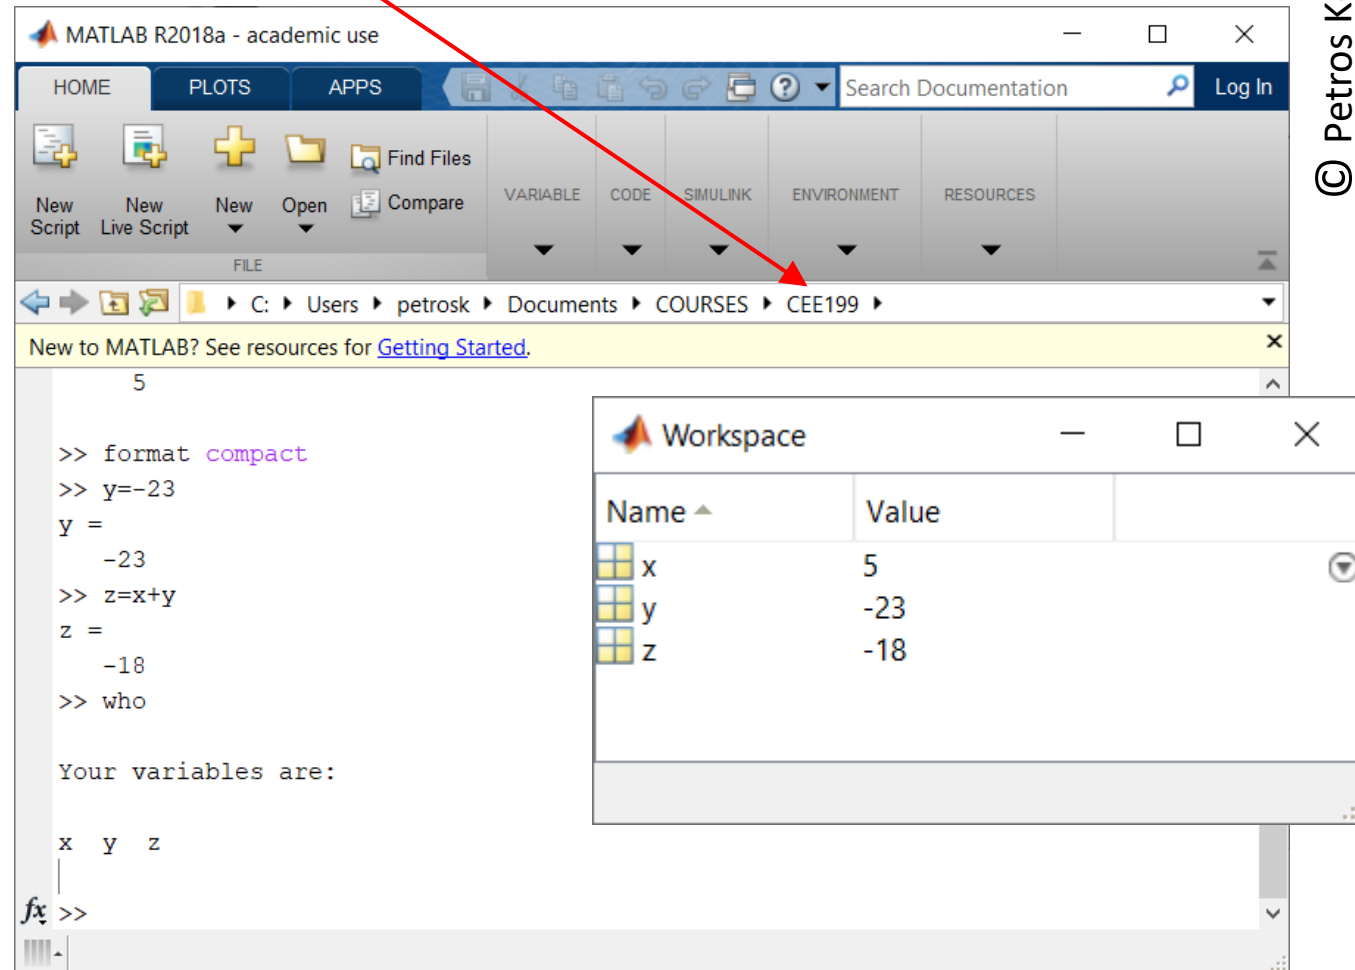 MATLAB R2018a - academic use
HOME PLOTS APPS Search Documentation Log In
New Script
New Live Script
New
Open
Find Files
Compare
FILE
VARIABLE CODE SIMULINK ENVIRONMENT RESOURCES
C: Users petrosk Documents COURSES CEE199
New to MATLAB? See resources for Getting Started.
5
>> format compact
>> y=-23
y =
-23
>> z=x+y
z =
-18
>> who
Your variables are:
x y z
fx >>
Workspace
Name Value
x 5
y -23
z -18
© Petros